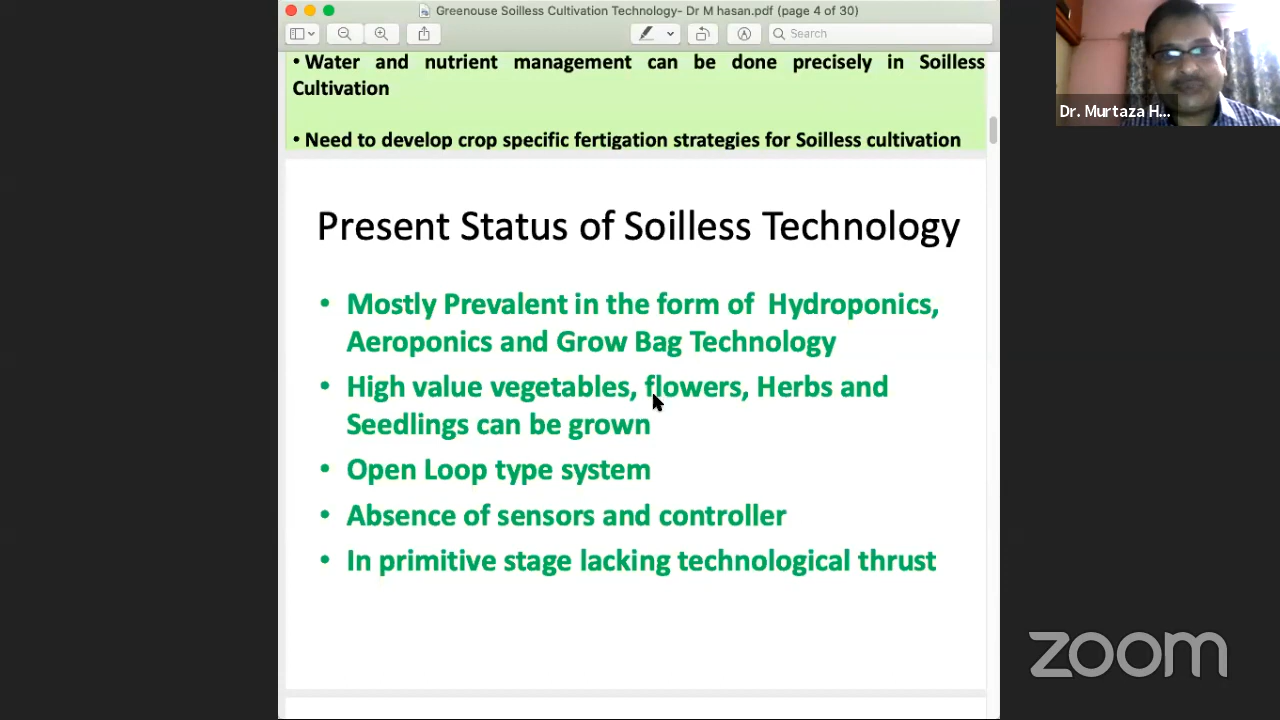 Greenouse Soilless Cultivation Technology- Dr M hasan.pdf (page 4 of 30)
Search
Dr. Murtaza H...
• Water and nutrient management can be done precisely in Soilless
Cultivation
• Need to develop crop specific fertigation strategies for Soilless cultivation
Present Status of Soilless Technology
• Mostly Prevalent in the form of Hydroponics,
Aeroponics and Grow Bag Technology
• High value vegetables, flowers, Herbs and
Seedlings can be grown
• Open Loop type system
• Absence of sensors and controller
• In primitive stage lacking technological thrust
zoom